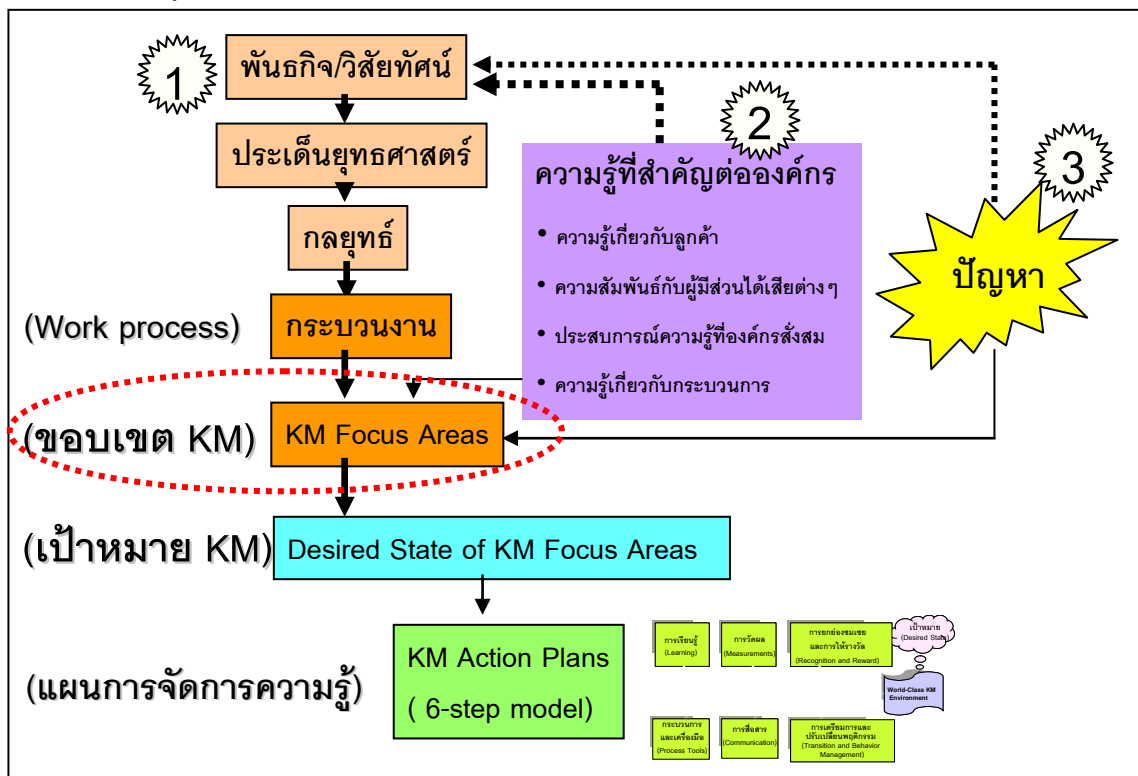 1
พันธกิจ/วิสัยทัศน์
ประเด็นยุทธศาสตร์
กลยุทธ์
(Work process)
กระบวนงาน
(ขอบเขต KM)
KM Focus Areas
2
ความรู้ที่สำคัญต่อองค์กร
• ความรู้เกี่ยวกับลูกค้า
• ความสัมพันธ์กับผู้มีส่วนได้เสียต่างๆ
• ประสบการณ์ความรู้ที่องค์กรสั่งสม
• ความรู้เกี่ยวกับกระบวนการ
3
ปัญหา
(เป้าหมาย KM)
Desired State of KM Focus Areas
(แผนการจัดการความรู้)
KM Action Plans
( 6-step model)
การเรียนรู้
(Learning)
การวัดผล
(Measurements)
การยกย่องชมเชย
และการให้รางวัล
(Recognition and Reward)
เป้าหมาย
(Desired State)
World-Class KM
Environment
กระบวนการ
และเครื่องมือ
(Process Tools)
การสื่อสาร
(Communication)
การเตรียมการและ
ปรับเปลี่ยนพฤติกรรม
(Transition and Behavior
Management)